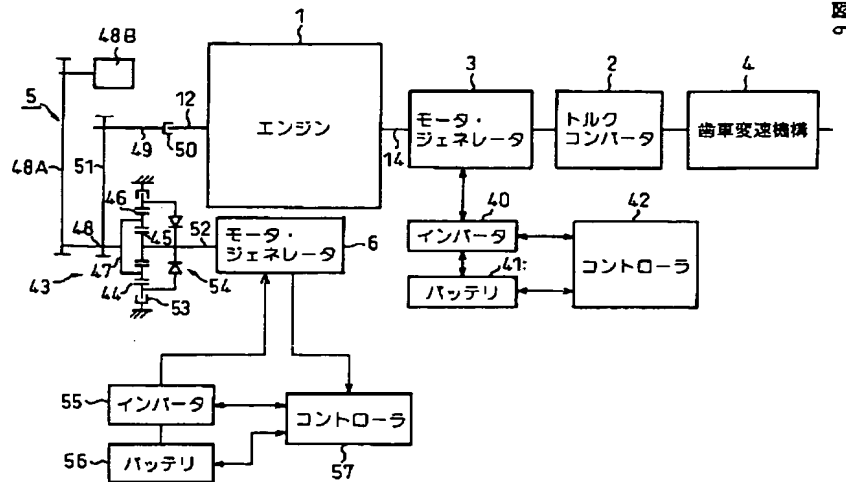 図6
1
48B
5
12
エンジン
3
モータ・
ジェネレータ
2
トルク
コンバータ
4
歯車変速機構
49
50
14
48A
51
46
40
インバータ
42
コントローラ
48
45
52
モータ・
ジェネレータ
6
41:
バッテリ
47
43
44
53
54
55
インバータ
コントローラ
56
バッテリ
57